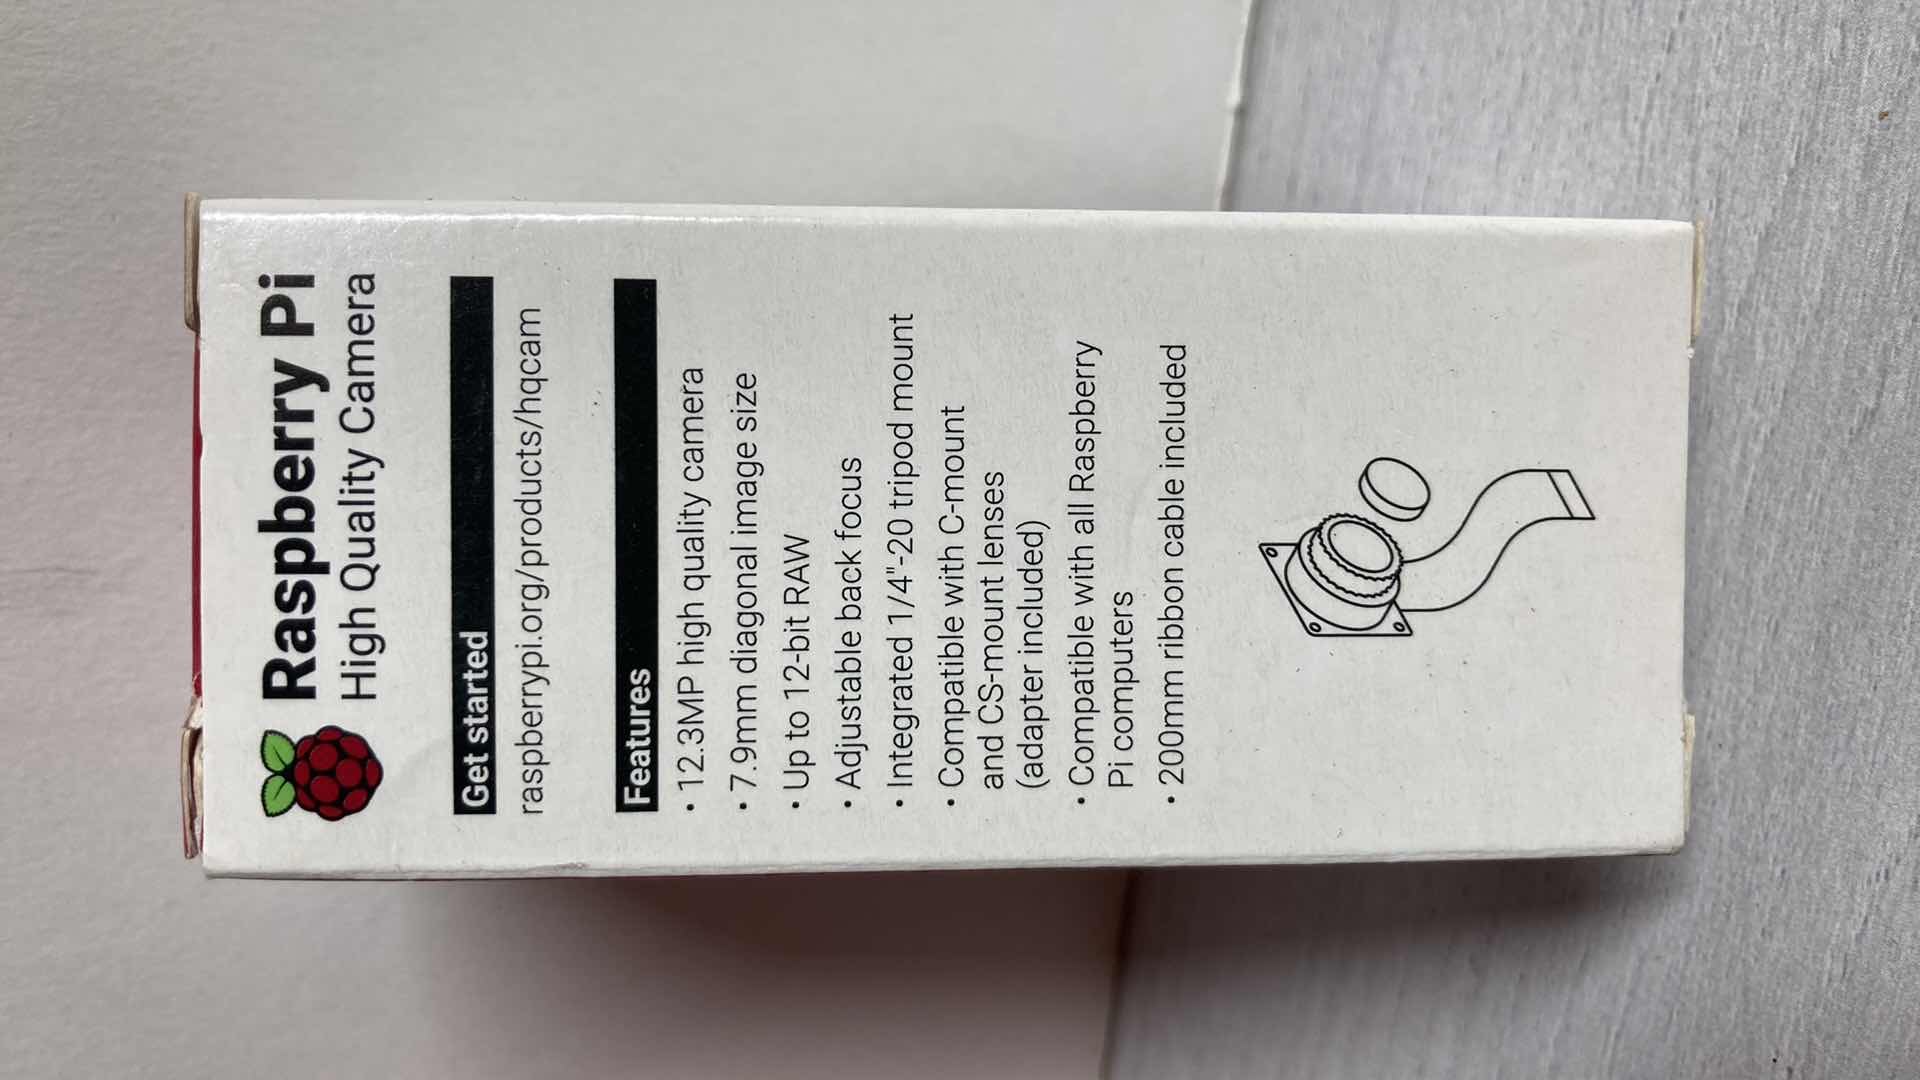 Raspberry Pi
High Quality Camera
Get started
raspberrypi.org/products/hqcam
Features
• 12.3MP high quality camera
• 7.9mm diagonal image size
• Up to 12-bit RAW
• Adjustable back focus
• Integrated 1/4"-20 tripod mount
• Compatible with C-mount
and CS-mount lenses
(adapter included)
• Compatible with all Raspberry
Pi computers
• 200mm ribbon cable included